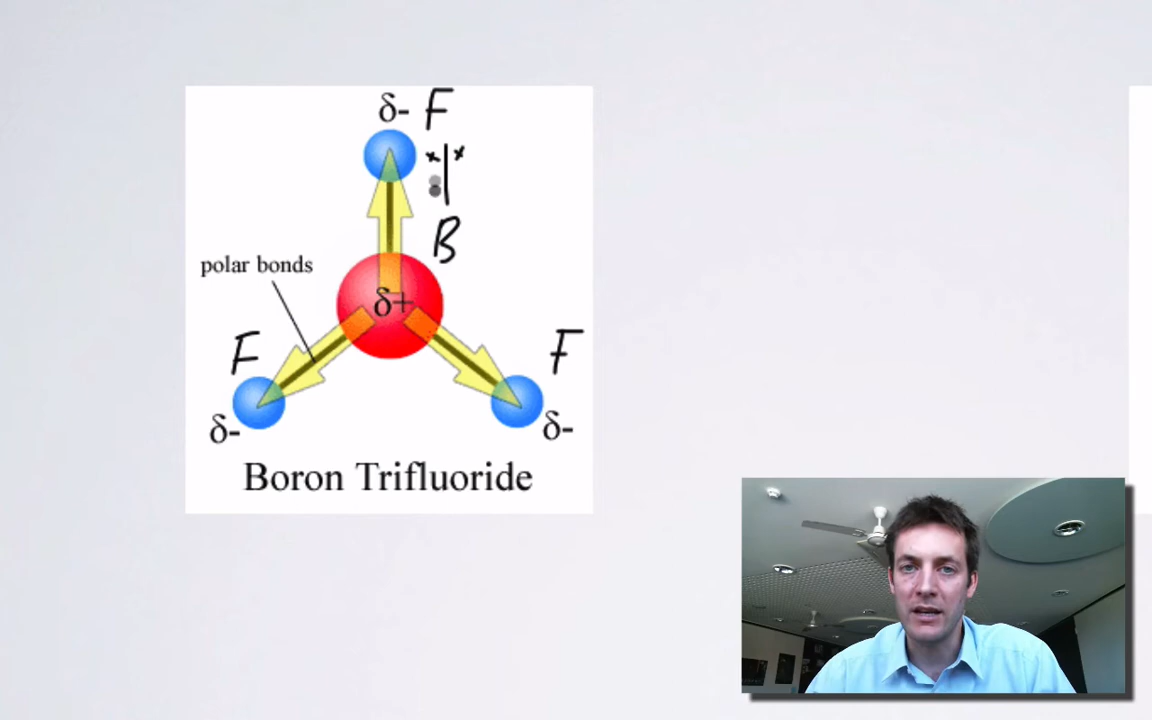 δ- F
B
polar bonds
δ+
F F
δ- δ-
Boron Trifluoride